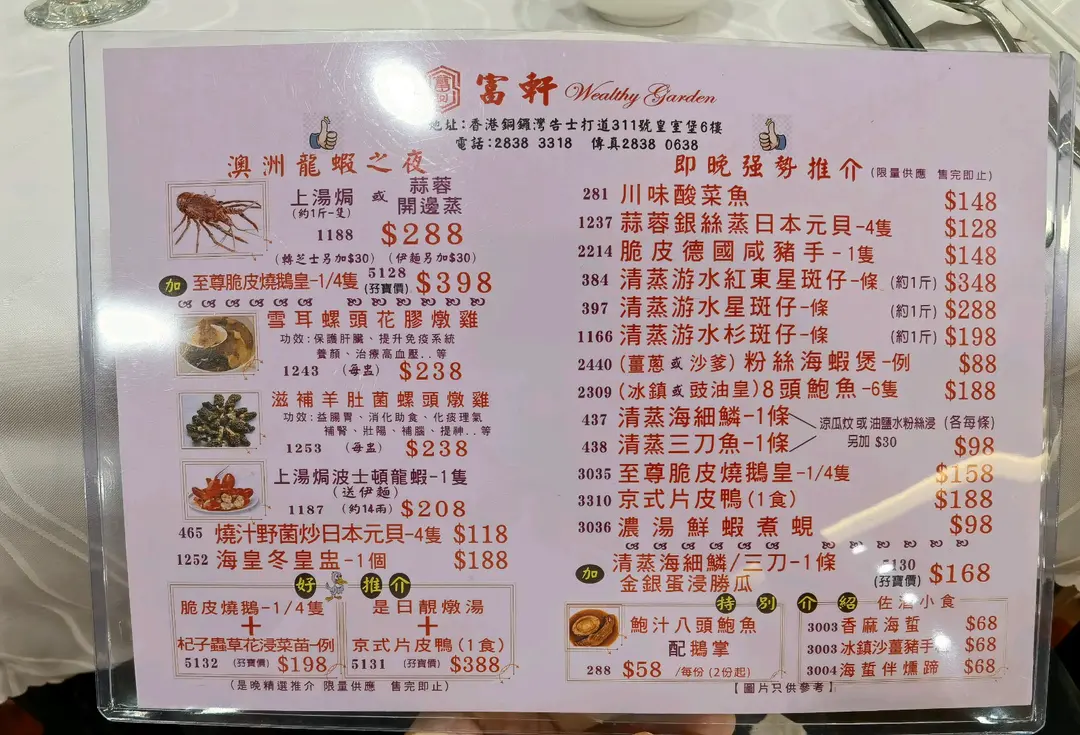 富軒 Wealthy Garden
地址:香港銅鑼灣告士打道311號皇室堡6樓
電話:2838 3318 傳真2838 0638
澳洲龍蝦之夜
上湯焗 或 蒜蓉開邊蒸
(約1斤-隻)
1188 $288
(轉芝士另加$30) (伊麵另加$30)
加 至尊脆皮燒鵝皇-1/4隻 5128 (孖寶價) $398
雪耳螺頭花膠燉雞
功效:保護肝臟、提升免疫系統
養顏、治療高血壓..等
1243 (每盅) $238
滋補羊肚菌螺頭燉雞
功效:益腸胃、消化助食、化痰理氣
補腎、壯陽、補腦、提神..等
1253 (每盅) $238
上湯焗波士頓龍蝦-1隻
(送伊麵)
1187 (約14兩) $208
465 燒汁野菌炒日本元貝-4隻 $118
1252 海皇冬皇盅-1個 $188
好 推 介
脆皮燒鵝-1/4隻
+
杞子蟲草花浸菜苗-例
5132 (孖寶價) $198
是日靚燉湯
+
京式片皮鴨(1食)
5131 (孖寶價) $388
(是晚精選推介 限量供應 售完即止)
即晚强勢推介 (限量供應 售完即止)
281 川味酸菜魚 $148
1237 蒜蓉銀絲蒸日本元貝-4隻 $128
2214 脆皮德國咸豬手-1隻 $148
384 清蒸游水紅東星斑仔-條 (約1斤) $348
397 清蒸游水星斑仔-條 (約1斤) $288
1166 清蒸游水杉斑仔-條 (約1斤) $198
2440 (薑蔥或沙爹)粉絲海蝦煲-例 $88
2309 (冰鎮或豉油皇)8頭鮑魚-6隻 $188
437 清蒸海細鱗-1條
438 清蒸三刀魚-1條
涼瓜炆或油鹽水粉絲浸 (各每條)
另加 $30
$98
3035 至尊脆皮燒鵝皇-1/4隻 $158
3310 京式片皮鴨(1食) $188
3036 濃湯鮮蝦煮蜆 $98
加 清蒸海細鱗/三刀-1條
金銀蛋浸勝瓜
5130 (孖寶價) $168
特 別 介 紹
鮑汁八頭鮑魚
配鵝掌
288 $58 /每份(2份起)
佐酒小食
3003 香麻海蜇 $68
3003 冰鎮沙薑豬手 $68
3004 海蜇伴燻蹄 $68
【圖片只供參考】